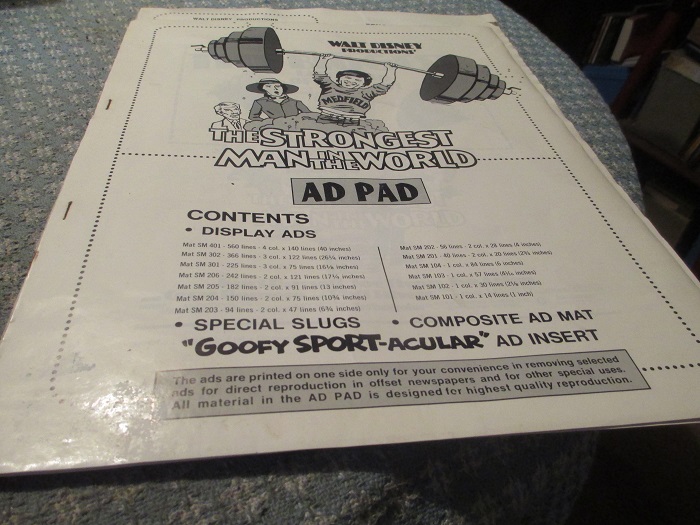 WALT DISNEY PRODUCTIONS
WALT DISNEY
PRODUCTIONS'
MEDFIELD
THE STRONGEST
MAN IN THE WORLD
AD PAD
CONTENTS
• DISPLAY ADS
Mat SM 401 - 560 lines - 4 col. x 140 lines (40 inches)
Mat SM 302 - 366 lines - 3 col. x 122 lines (26¼ inches)
Mat SM 301 - 225 lines - 3 col. x 75 lines (16⅛ inches)
Mat SM 206 - 242 lines - 2 col. x 121 lines (17½ inches)
Mat SM 205 - 182 lines - 2 col. x 91 lines (13 inches)
Mat SM 204 - 150 lines - 2 col. x 75 lines (10¾ inches)
Mat SM 203 - 94 lines - 2 col. x 47 lines (6¾ inches)
Mat SM 202 - 56 lines - 2 col. x 28 lines (4 inches)
Mat SM 201 - 40 lines - 2 col. x 20 lines
Mat SM 104 - 1 col. x 84 lines (6 inches)
Mat SM 103 - 1 col. x 57 lines
Mat SM 102 - 1 col. x 30 lines
Mat SM 101 - 1 col. x 14 lines (1 inch)
• SPECIAL SLUGS • COMPOSITE AD MAT
"GOOFY SPORT-ACULAR" AD INSERT
The ads are printed on one side only for your convenience in removing selected
ads for direct reproduction in offset newspapers and for other special uses.
All material in the AD PAD is designed for highest quality reproduction.